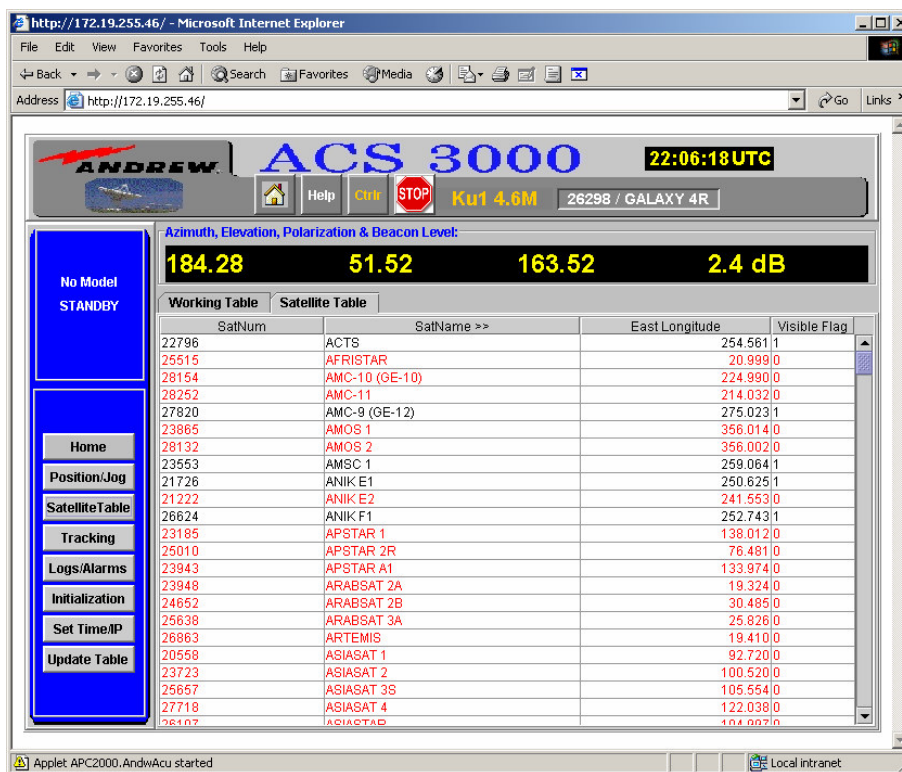 http://172.19.255.46/ - Microsoft Internet Explorer
File Edit View Favorites Tools Help
Back Search Favorites Media
Address http://172.19.255.46/ Go Links
ANDREW. ACS 3000 22:06:18UTC
Help Ctrlr STOP Ku1 4.6M 26298 / GALAXY 4R
Azimuth, Elevation, Polarization & Beacon Level:
184.28 51.52 163.52 2.4 dB
No Model
STANDBY
Home
Position/Jog
SatelliteTable
Tracking
Logs/Alarms
Initialization
Set Time/IP
Update Table
Working Table Satellite Table
SatNum SatName >> East Longitude Visible Flag
22796 ACTS 254.561 1
25515 AFRISTAR 20.999 0
28154 AMC-10 (GE-10) 224.990 0
28252 AMC-11 214.032 0
27820 AMC-9 (GE-12) 275.023 1
23865 AMOS 1 356.014 0
28132 AMOS 2 356.002 0
23553 AMSC 1 259.064 1
21726 ANIK E1 250.625 1
21222 ANIK E2 241.553 0
26624 ANIK F1 252.743 1
23185 APSTAR 1 138.012 0
25010 APSTAR 2R 76.481 0
23943 APSTAR A1 133.974 0
23948 ARABSAT 2A 19.324 0
24652 ARABSAT 2B 30.485 0
25638 ARABSAT 3A 25.826 0
26863 ARTEMIS 19.410 0
20558 ASIASAT 1 92.720 0
23723 ASIASAT 2 100.520 0
25657 ASIASAT 3S 105.554 0
27718 ASIASAT 4 122.038 0
26107 ASIASTAR 104.997 0
Applet APC2000.AndwAcu started Local intranet